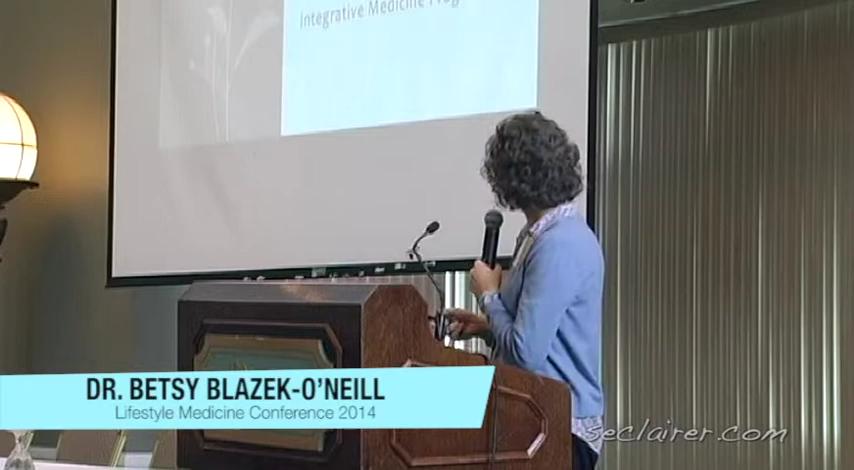 Integrative Medicine
DR. BETSY BLAZEK-O'NEILL
Lifestyle Medicine Conference 2014
seclairer.com